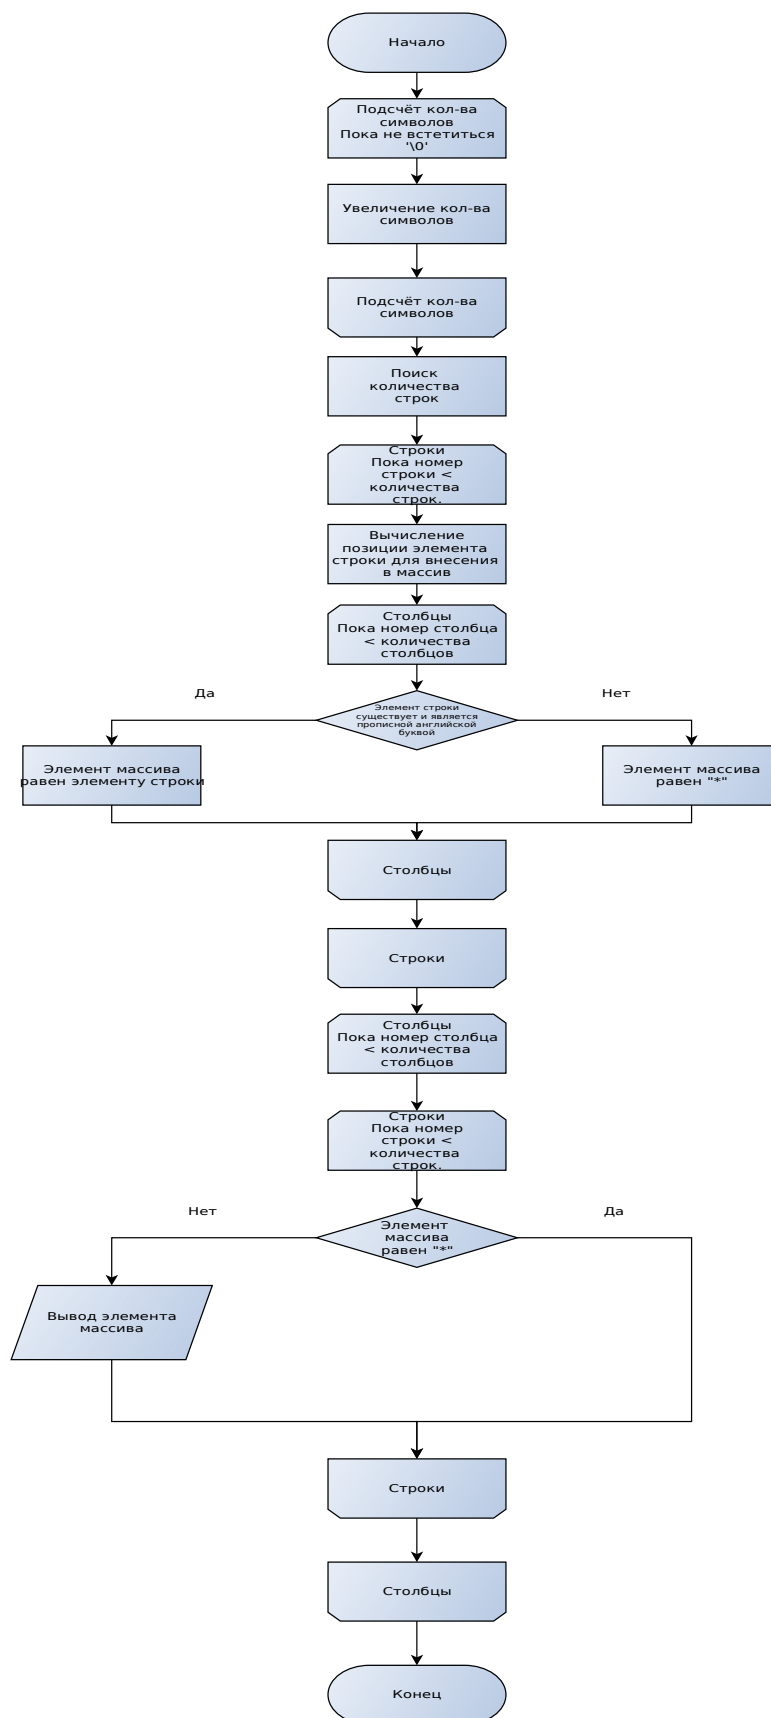 Начало
Подсчёт кол-ва
символов
Пока не встетиться
'\0'
Увеличение кол-ва
символов
Подсчёт кол-ва
символов
Поиск
количества
строк
Строки
Пока номер
строки <
количества
строк.
Вычисление
позиции элемента
строки для внесения
в массив
Столбцы
Пока номер столбца
< количества
столбцов
Да
Нет
Элемент строки
существует и является
прописной английской
буквой
Элемент массива
равен элементу строки
Элемент массива
равен "*"
Столбцы
Строки
Столбцы
Пока номер столбца
< количества
столбцов
Строки
Пока номер
строки <
количества
строк.
Нет
Да
Элемент
массива
равен "*"
Вывод элемента
массива
Строки
Столбцы
Конец